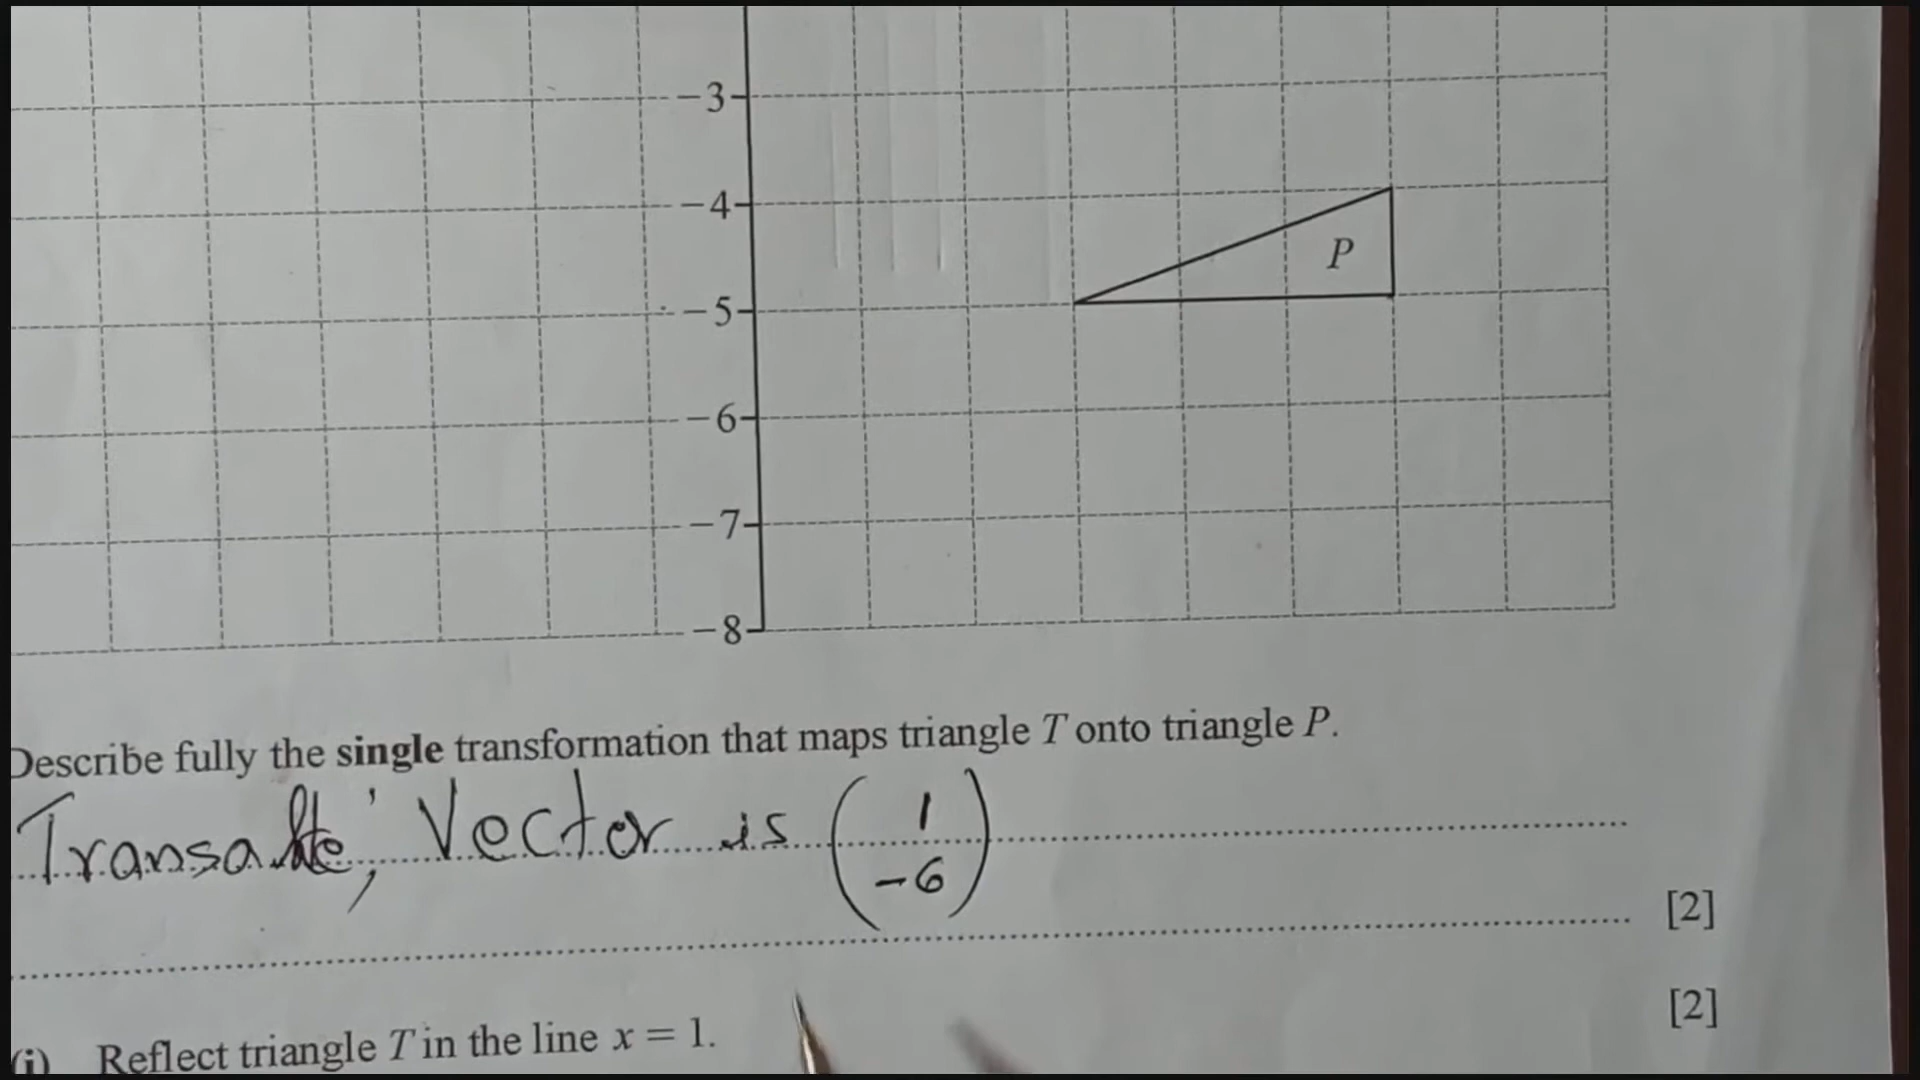 −3
−4
P
−5
−6
−7
−8
Describe fully the single transformation that maps triangle T onto triangle P.
Vector is (1
−6)
[2]
[2]
(i) Reflect triangle T in the line x = 1.